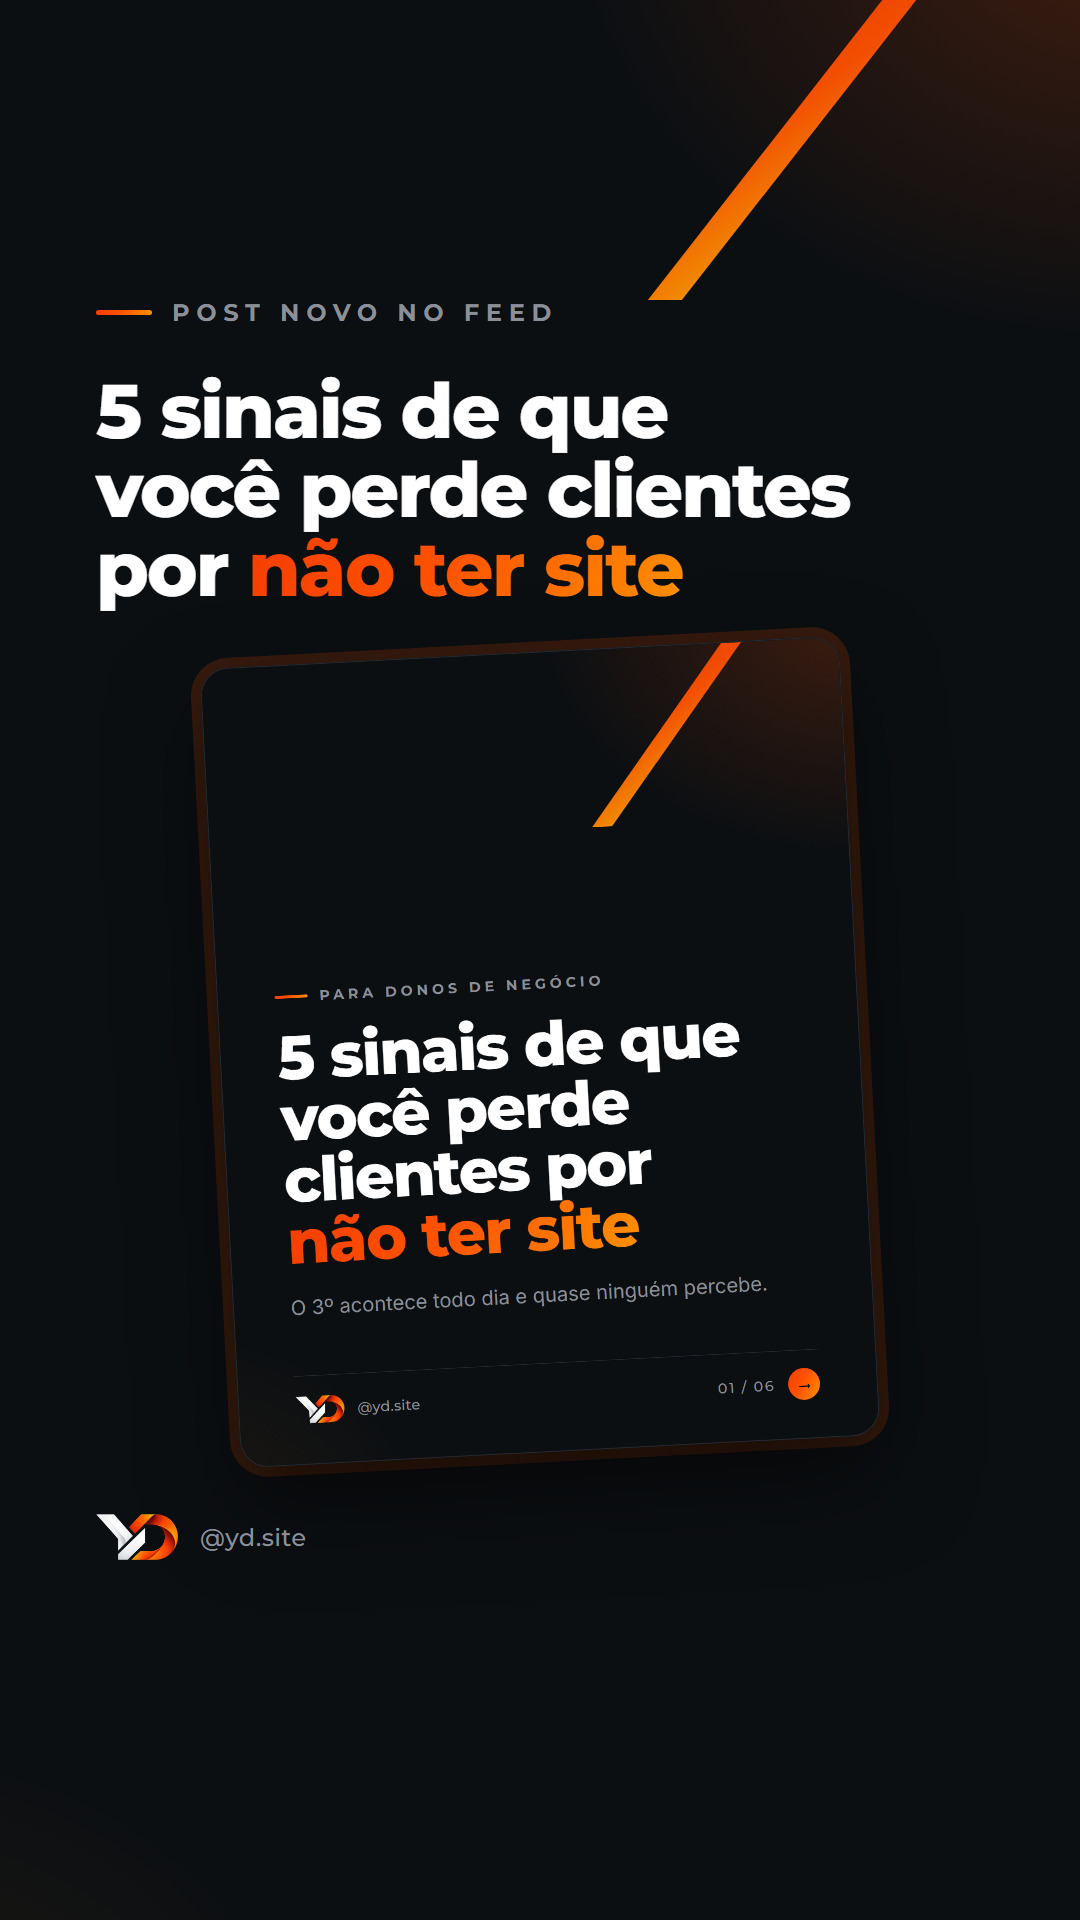 POST NOVO NO FEED
5 sinais de que
você perde clientes
por não ter site
PARA DONOS DE NEGÓCIO
5 sinais de que
você perde
clientes por
não ter site
O 3º acontece todo dia e quase ninguém percebe.
YD @yd.site 01 / 06 →
YD @yd.site